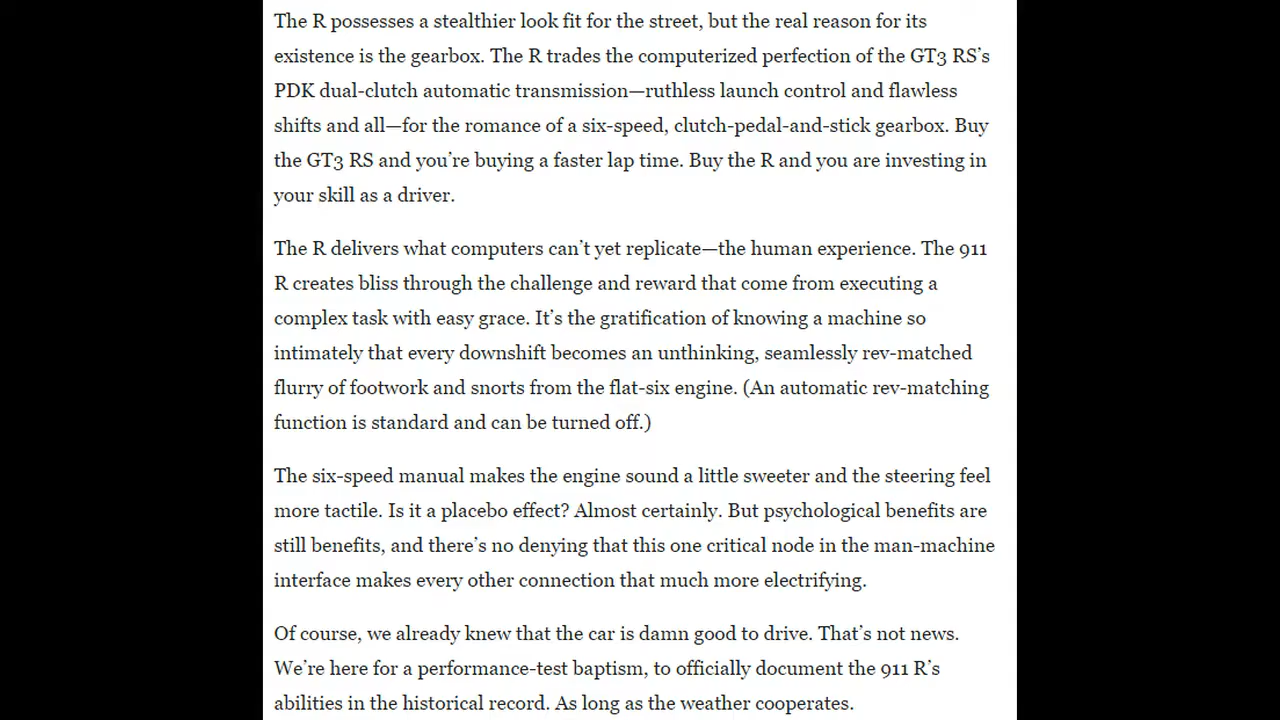 The R possesses a stealthier look fit for the street, but the real reason for its
existence is the gearbox. The R trades the computerized perfection of the GT3 RS’s
PDK dual-clutch automatic transmission—ruthless launch control and flawless
shifts and all—for the romance of a six-speed, clutch-pedal-and-stick gearbox. Buy
the GT3 RS and you’re buying a faster lap time. Buy the R and you are investing in
your skill as a driver.
The R delivers what computers can’t yet replicate—the human experience. The 911
R creates bliss through the challenge and reward that come from executing a
complex task with easy grace. It’s the gratification of knowing a machine so
intimately that every downshift becomes an unthinking, seamlessly rev-matched
flurry of footwork and snorts from the flat-six engine. (An automatic rev-matching
function is standard and can be turned off.)
The six-speed manual makes the engine sound a little sweeter and the steering feel
more tactile. Is it a placebo effect? Almost certainly. But psychological benefits are
still benefits, and there’s no denying that this one critical node in the man-machine
interface makes every other connection that much more electrifying.
Of course, we already knew that the car is damn good to drive. That’s not news.
We’re here for a performance-test baptism, to officially document the 911 R’s
abilities in the historical record. As long as the weather cooperates.